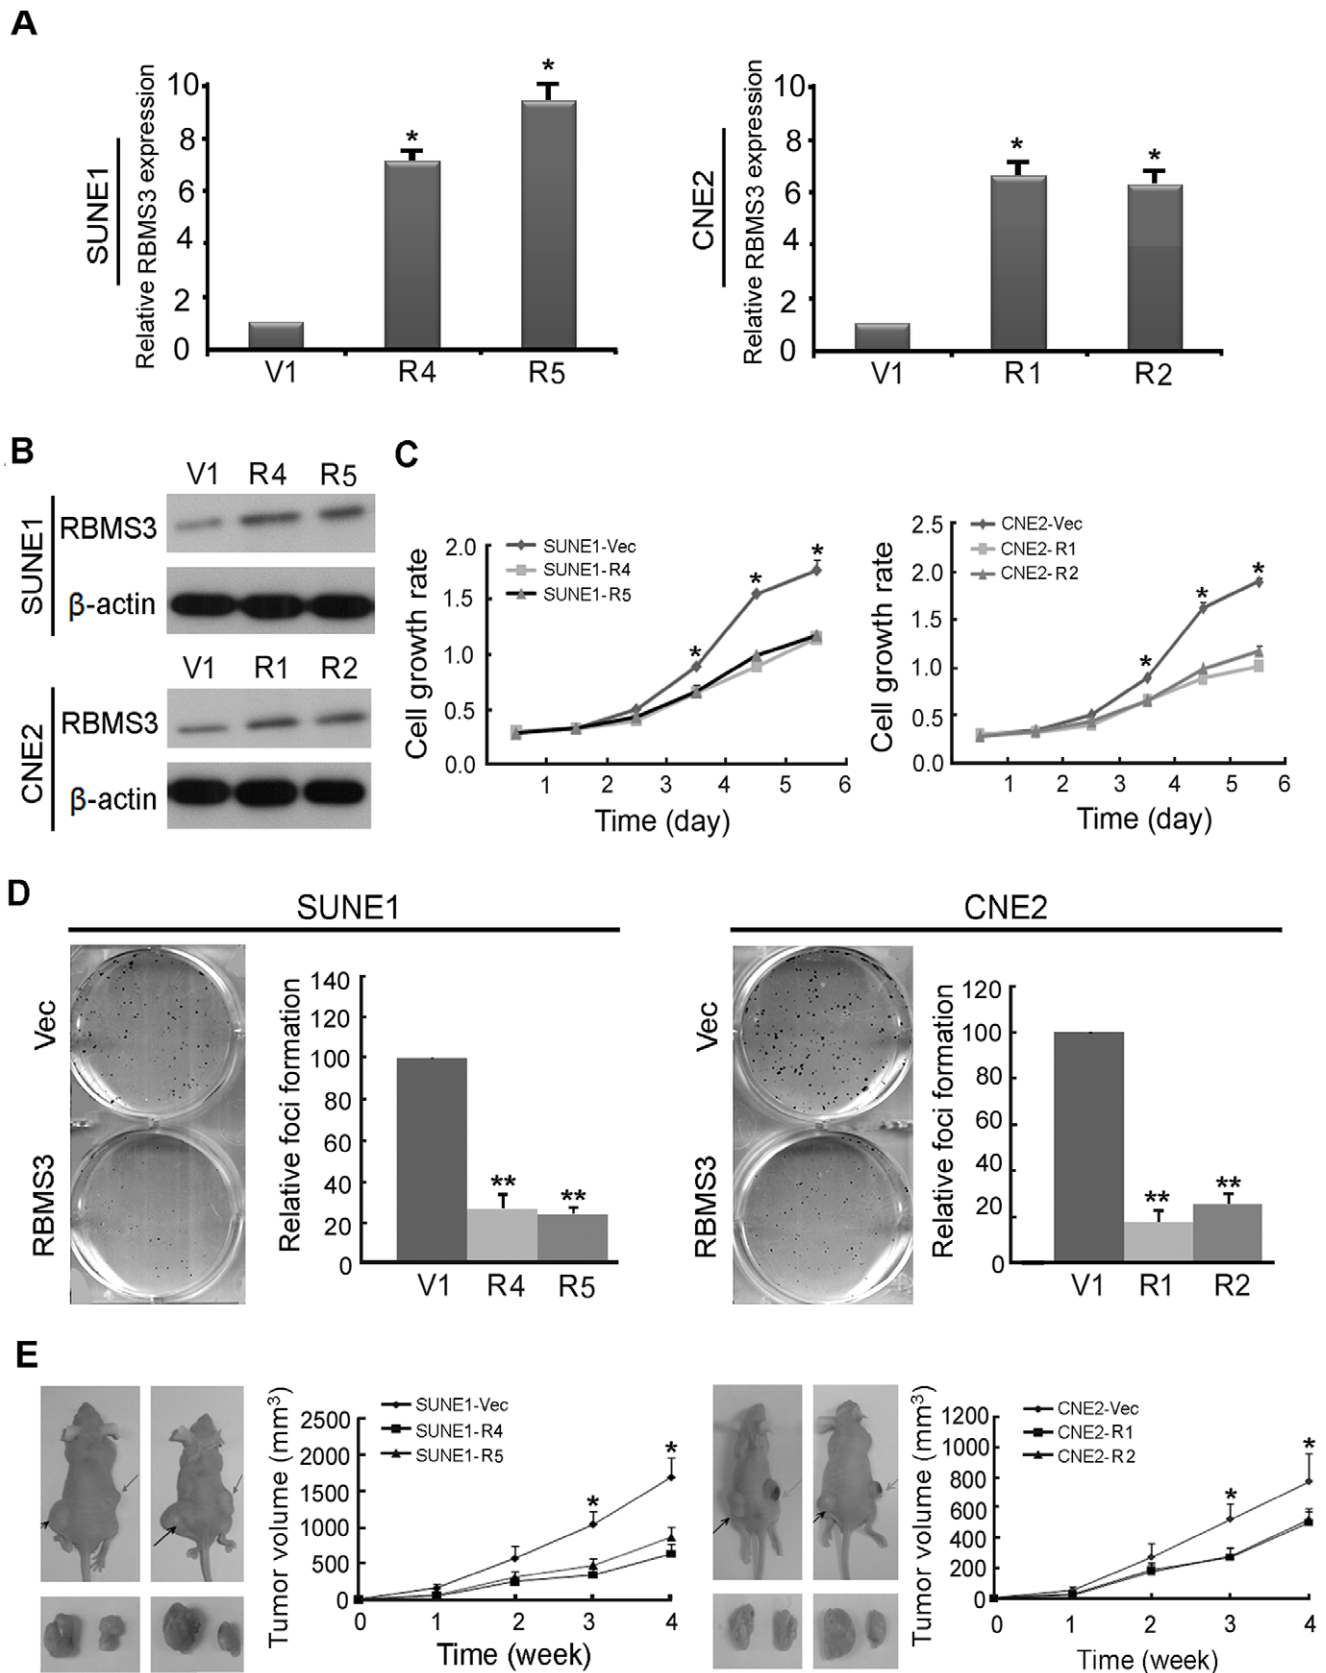 A
SUNE1
Relative RBMS3 expression
10
8
6
4
2
0
*
*
V1 R4 R5
CNE2
Relative RBMS3 expression
10
8
6
4
2
0
*
*
V1 R1 R2
B
SUNE1
V1 R4 R5
RBMS3
β-actin
CNE2
V1 R1 R2
RBMS3
β-actin
C
Cell growth rate
2.0
1.5
1.0
0.5
0.0
SUNE1-Vec
SUNE1-R4
SUNE1-R5
*
*
*
1 2 3 4 5 6
Time (day)
Cell growth rate
2.5
2.0
1.5
1.0
0.5
0.0
CNE2-Vec
CNE2-R1
CNE2-R2
*
*
*
1 2 3 4 5 6
Time (day)
D
SUNE1
Vec
RBMS3
Relative foci formation
140
120
100
80
60
40
20
0
** **
V1 R4 R5
CNE2
Vec
RBMS3
Relative foci formation
120
100
80
60
40
20
0
** **
V1 R1 R2
E
Tumor volume (mm³)
2500
2000
1500
1000
500
0
SUNE1-Vec
SUNE1-R4
SUNE1-R5
*
*
0 1 2 3 4
Time (week)
Tumor volume (mm³)
1200
1000
800
600
400
200
0
CNE2-Vec
CNE2-R1
CNE2-R2
*
*
0 1 2 3 4
Time (week)